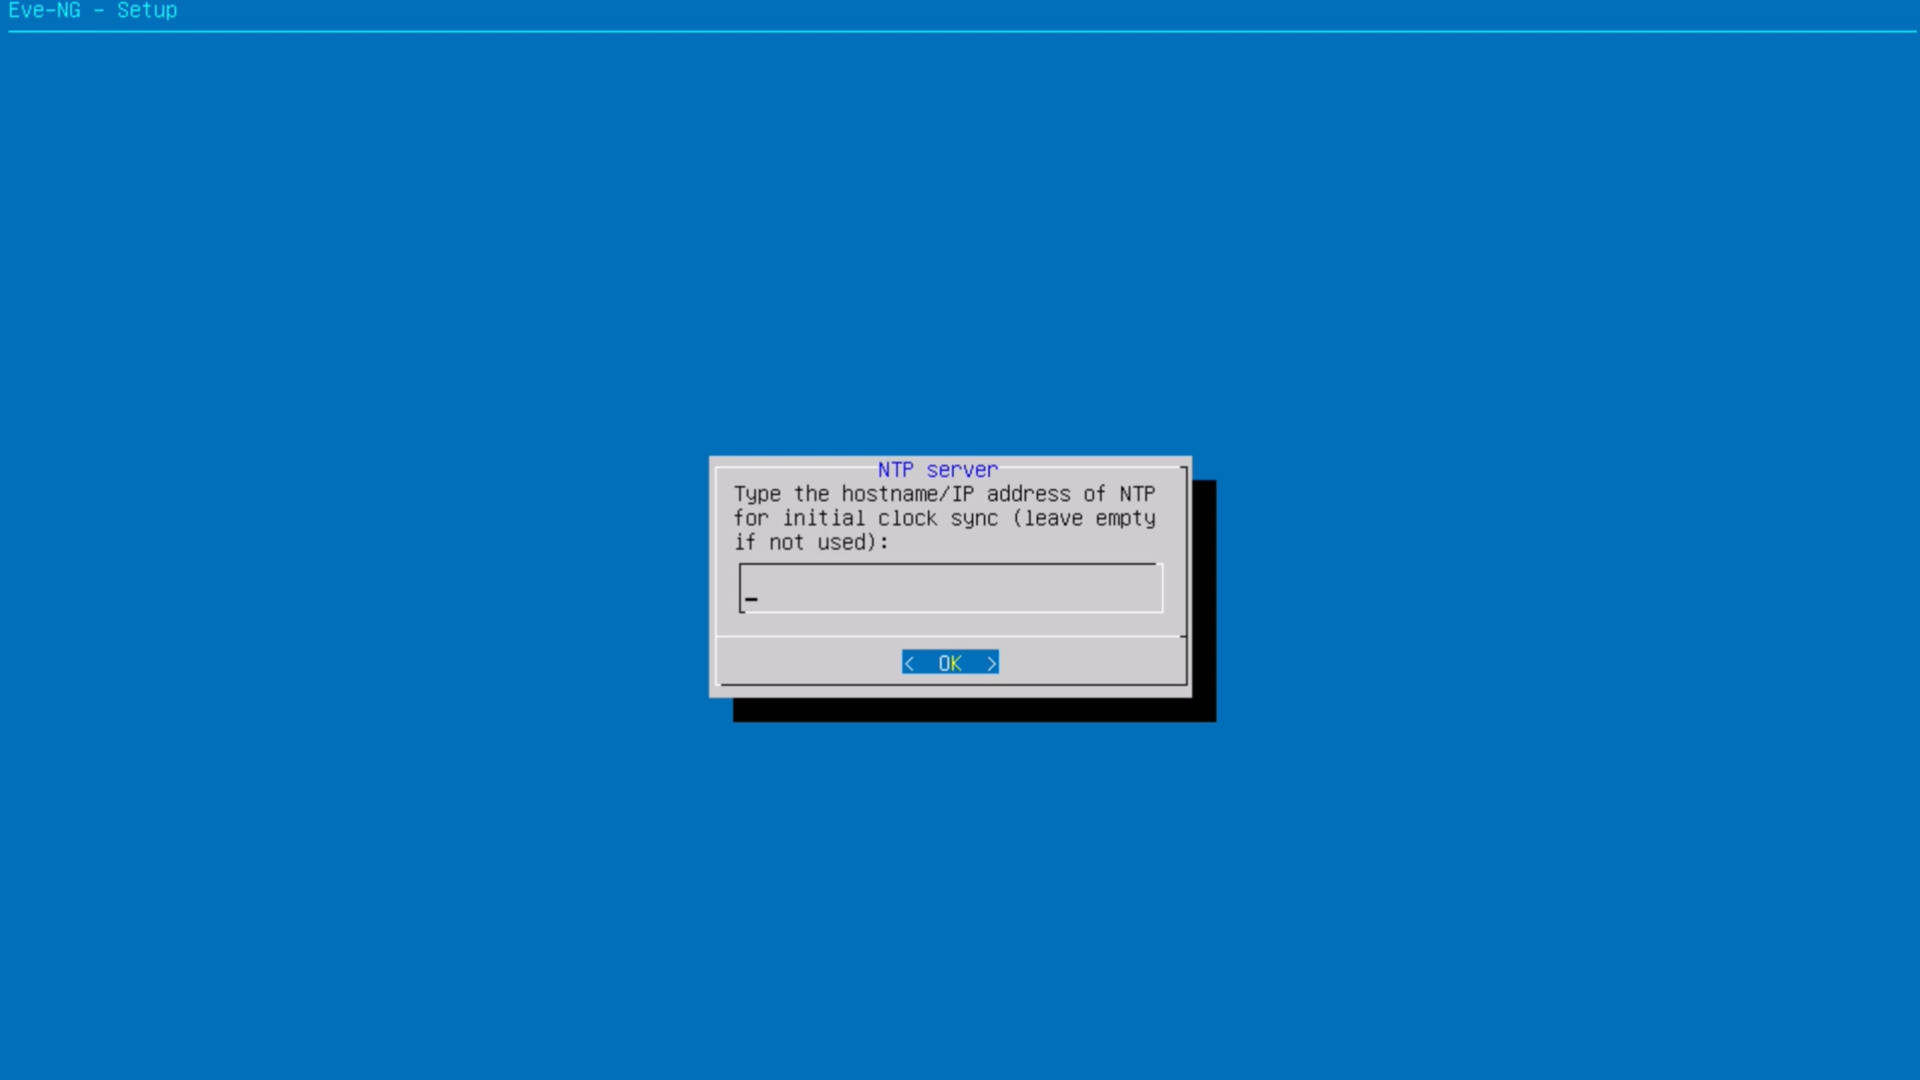 Eve-NG - Setup
NTP server
Type the hostname/IP address of NTP
for initial clock sync (leave empty
if not used):
< OK >